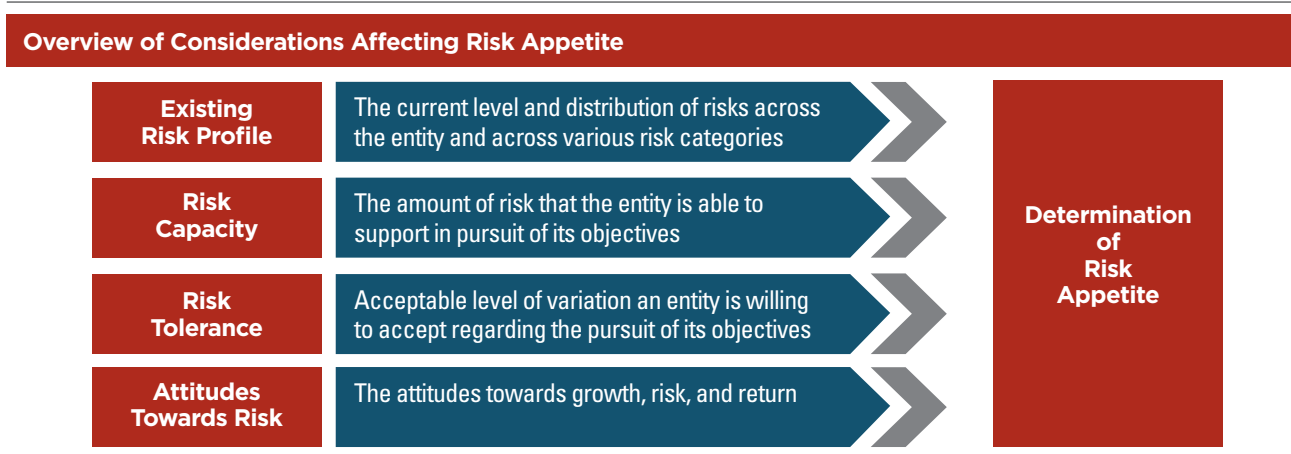 Overview of Considerations Affecting Risk Appetite
Existing
Risk Profile
The current level and distribution of risks across
the entity and across various risk categories
Risk
Capacity
The amount of risk that the entity is able to
support in pursuit of its objectives
Risk
Tolerance
Acceptable level of variation an entity is willing
to accept regarding the pursuit of its objectives
Attitudes
Towards Risk
The attitudes towards growth, risk, and return
Determination
of
Risk
Appetite